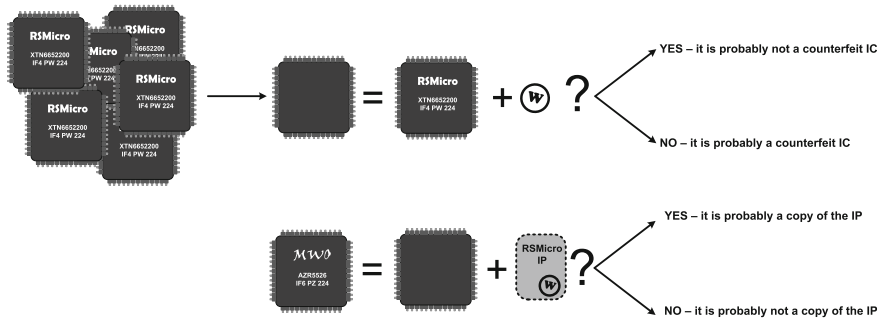 RSMicro
XTN6652200
IF4 PW 224
RSMicro
RSMicro
XTN6652200
IF4 PW 224
RSMicro
XTN6652200
IF4 PW 224
XTN6652200
IF4 PW 224
= 
RSMicro
XTN6652200
IF4 PW 224
+ W ?
YES – it is probably not a counterfeit IC
NO – it is probably a counterfeit IC
MWO
AZR5526
IF6 PZ 224
=
+
RSMicro
IP
W
?
YES – it is probably a copy of the IP
NO – it is probably not a copy of the IP